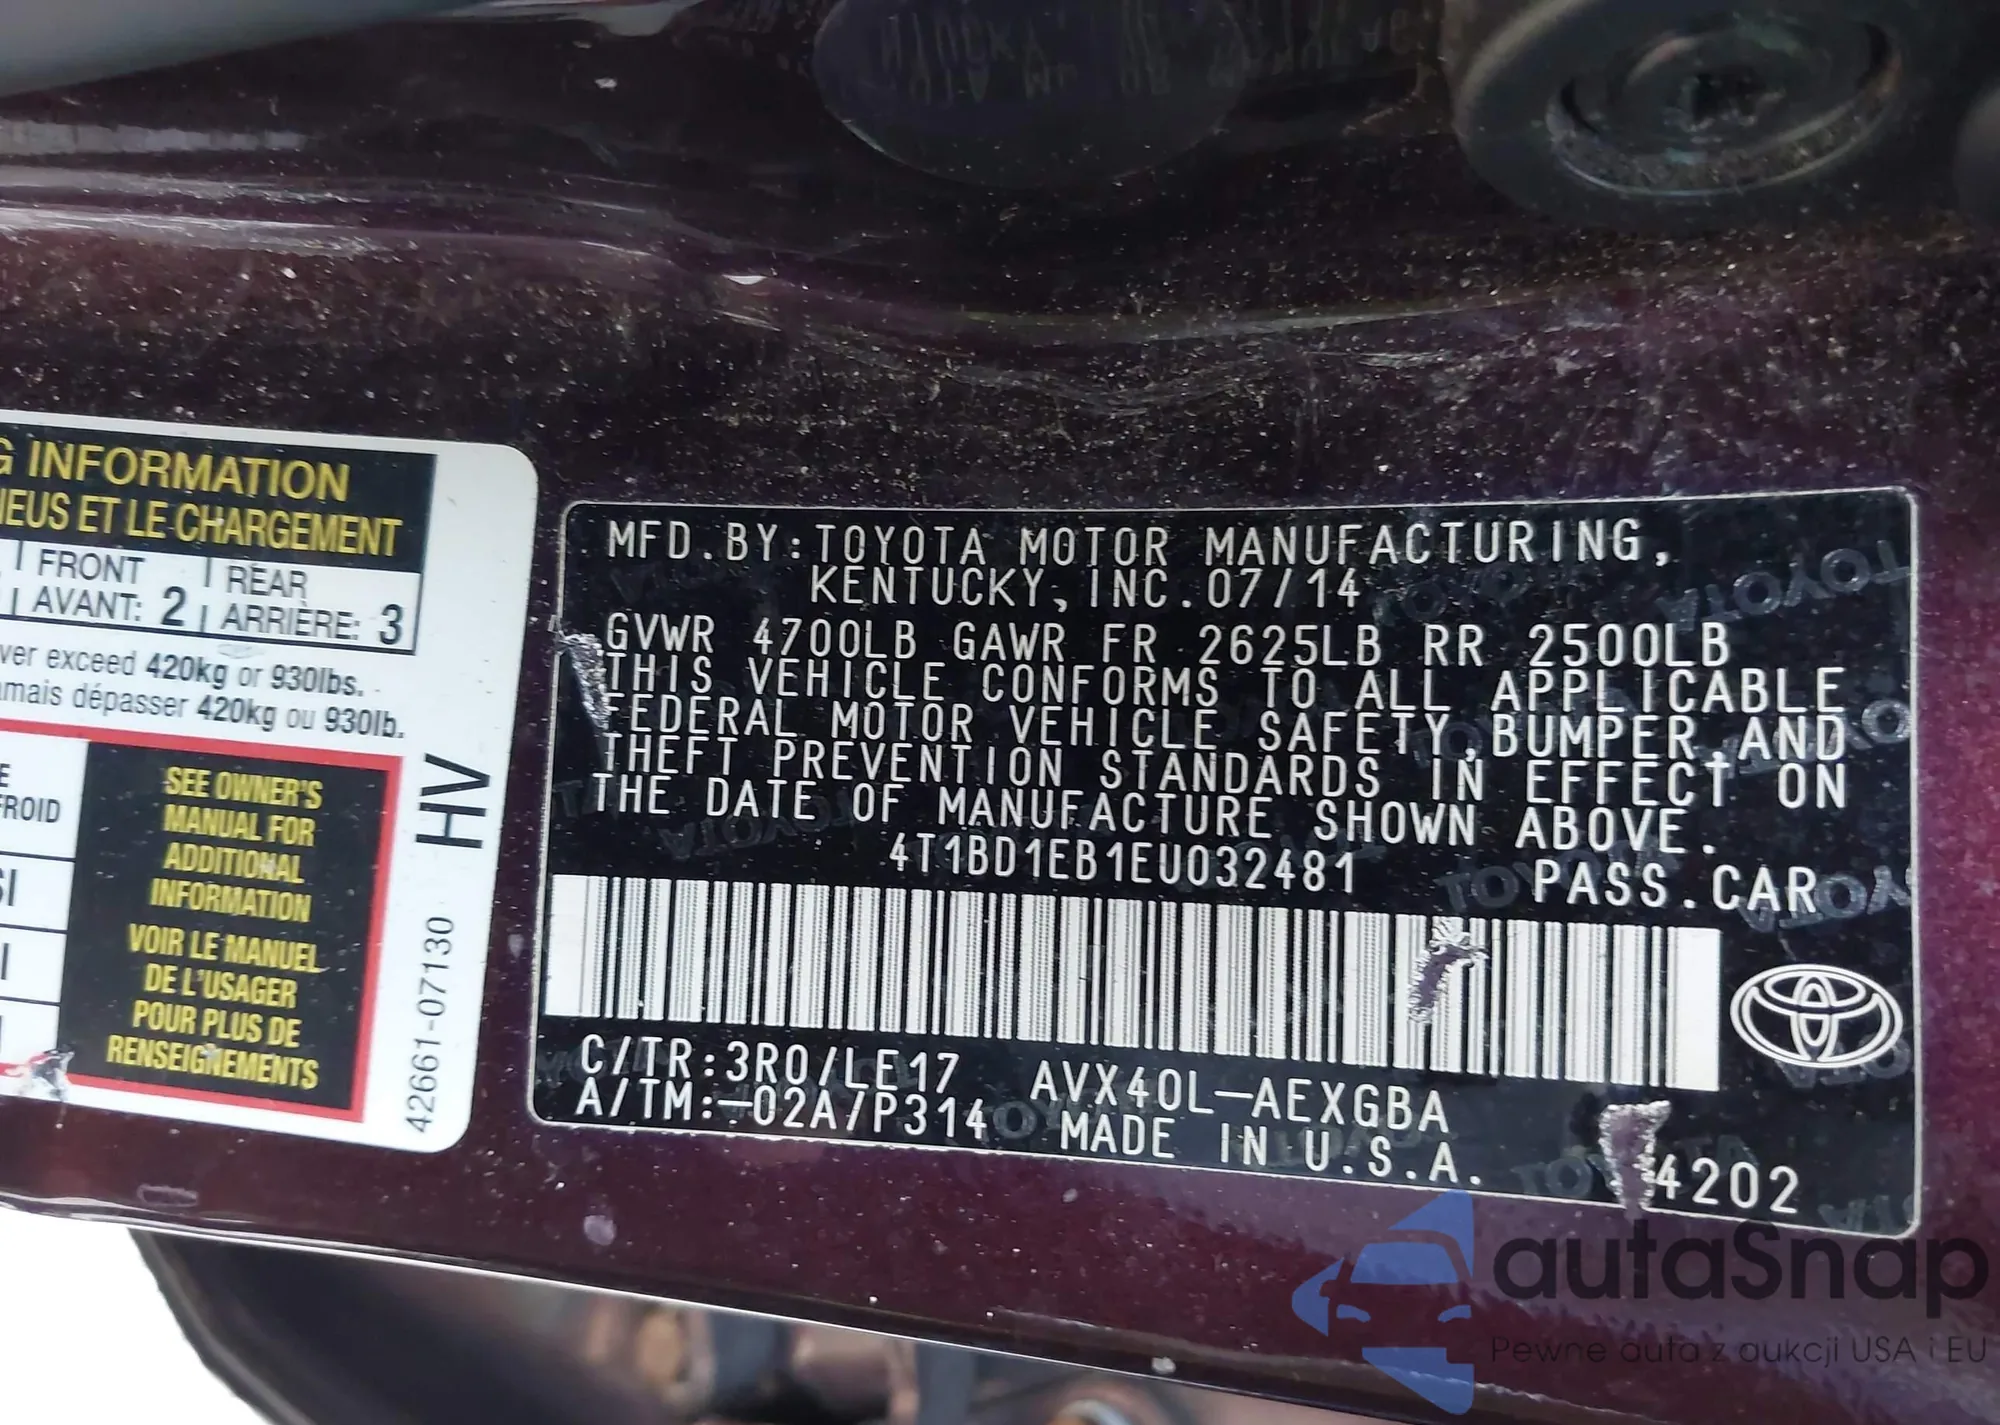 G INFORMATION
NEUS ET LE CHARGEMENT
FRONT REAR
AVANT: 2 ARRIÈRE: 3
ver exceed 420kg or 930lbs.
amais dépasser 420kg ou 930lb.
E
FROID
SI
SEE OWNER'S
MANUAL FOR
ADDITIONAL
INFORMATION
VOIR LE MANUEL
DE L'USAGER
POUR PLUS DE
RENSEIGNEMENTS
HV
42661-07130
MFD.BY:TOYOTA MOTOR MANUFACTURING,
KENTUCKY, INC. 07/14
GVWR 4700LB GAWR FR 2625LB RR 2500LB
THIS VEHICLE CONFORMS TO ALL APPLICABLE
FEDERAL MOTOR VEHICLE SAFETY,BUMPER,AND
THEFT PREVENTION STANDARDS IN EFFECT ON
THE DATE OF MANUFACTURE SHOWN ABOVE.
4T1BD1EB1EU032481 PASS.CAR
C/TR:3R0/LE17 AVX40L-AEXGBA
A/TM:-02A/P314 MADE IN U.S.A.
4202
autaSnap
Pewne auta z aukcji USA i EU